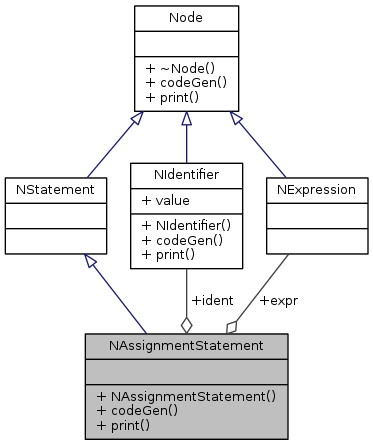 Node
+ ~Node()
+ codeGen()
+ print()
NStatement
NIdentifier
+ value
+ NIdentifier()
+ codeGen()
+ print()
NExpression
+ident
+expr
NAssignmentStatement
+ NAssignmentStatement()
+ codeGen()
+ print()